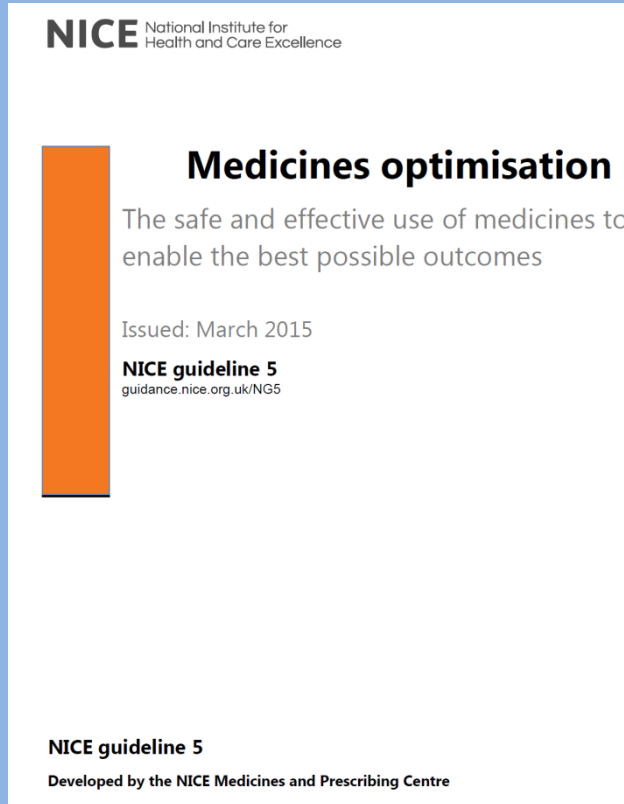 NICE National Institute for
Health and Care Excellence
Medicines optimisation
The safe and effective use of medicines to
enable the best possible outcomes
Issued: March 2015
NICE guideline 5
guidance.nice.org.uk/NG5
NICE guideline 5
Developed by the NICE Medicines and Prescribing Centre